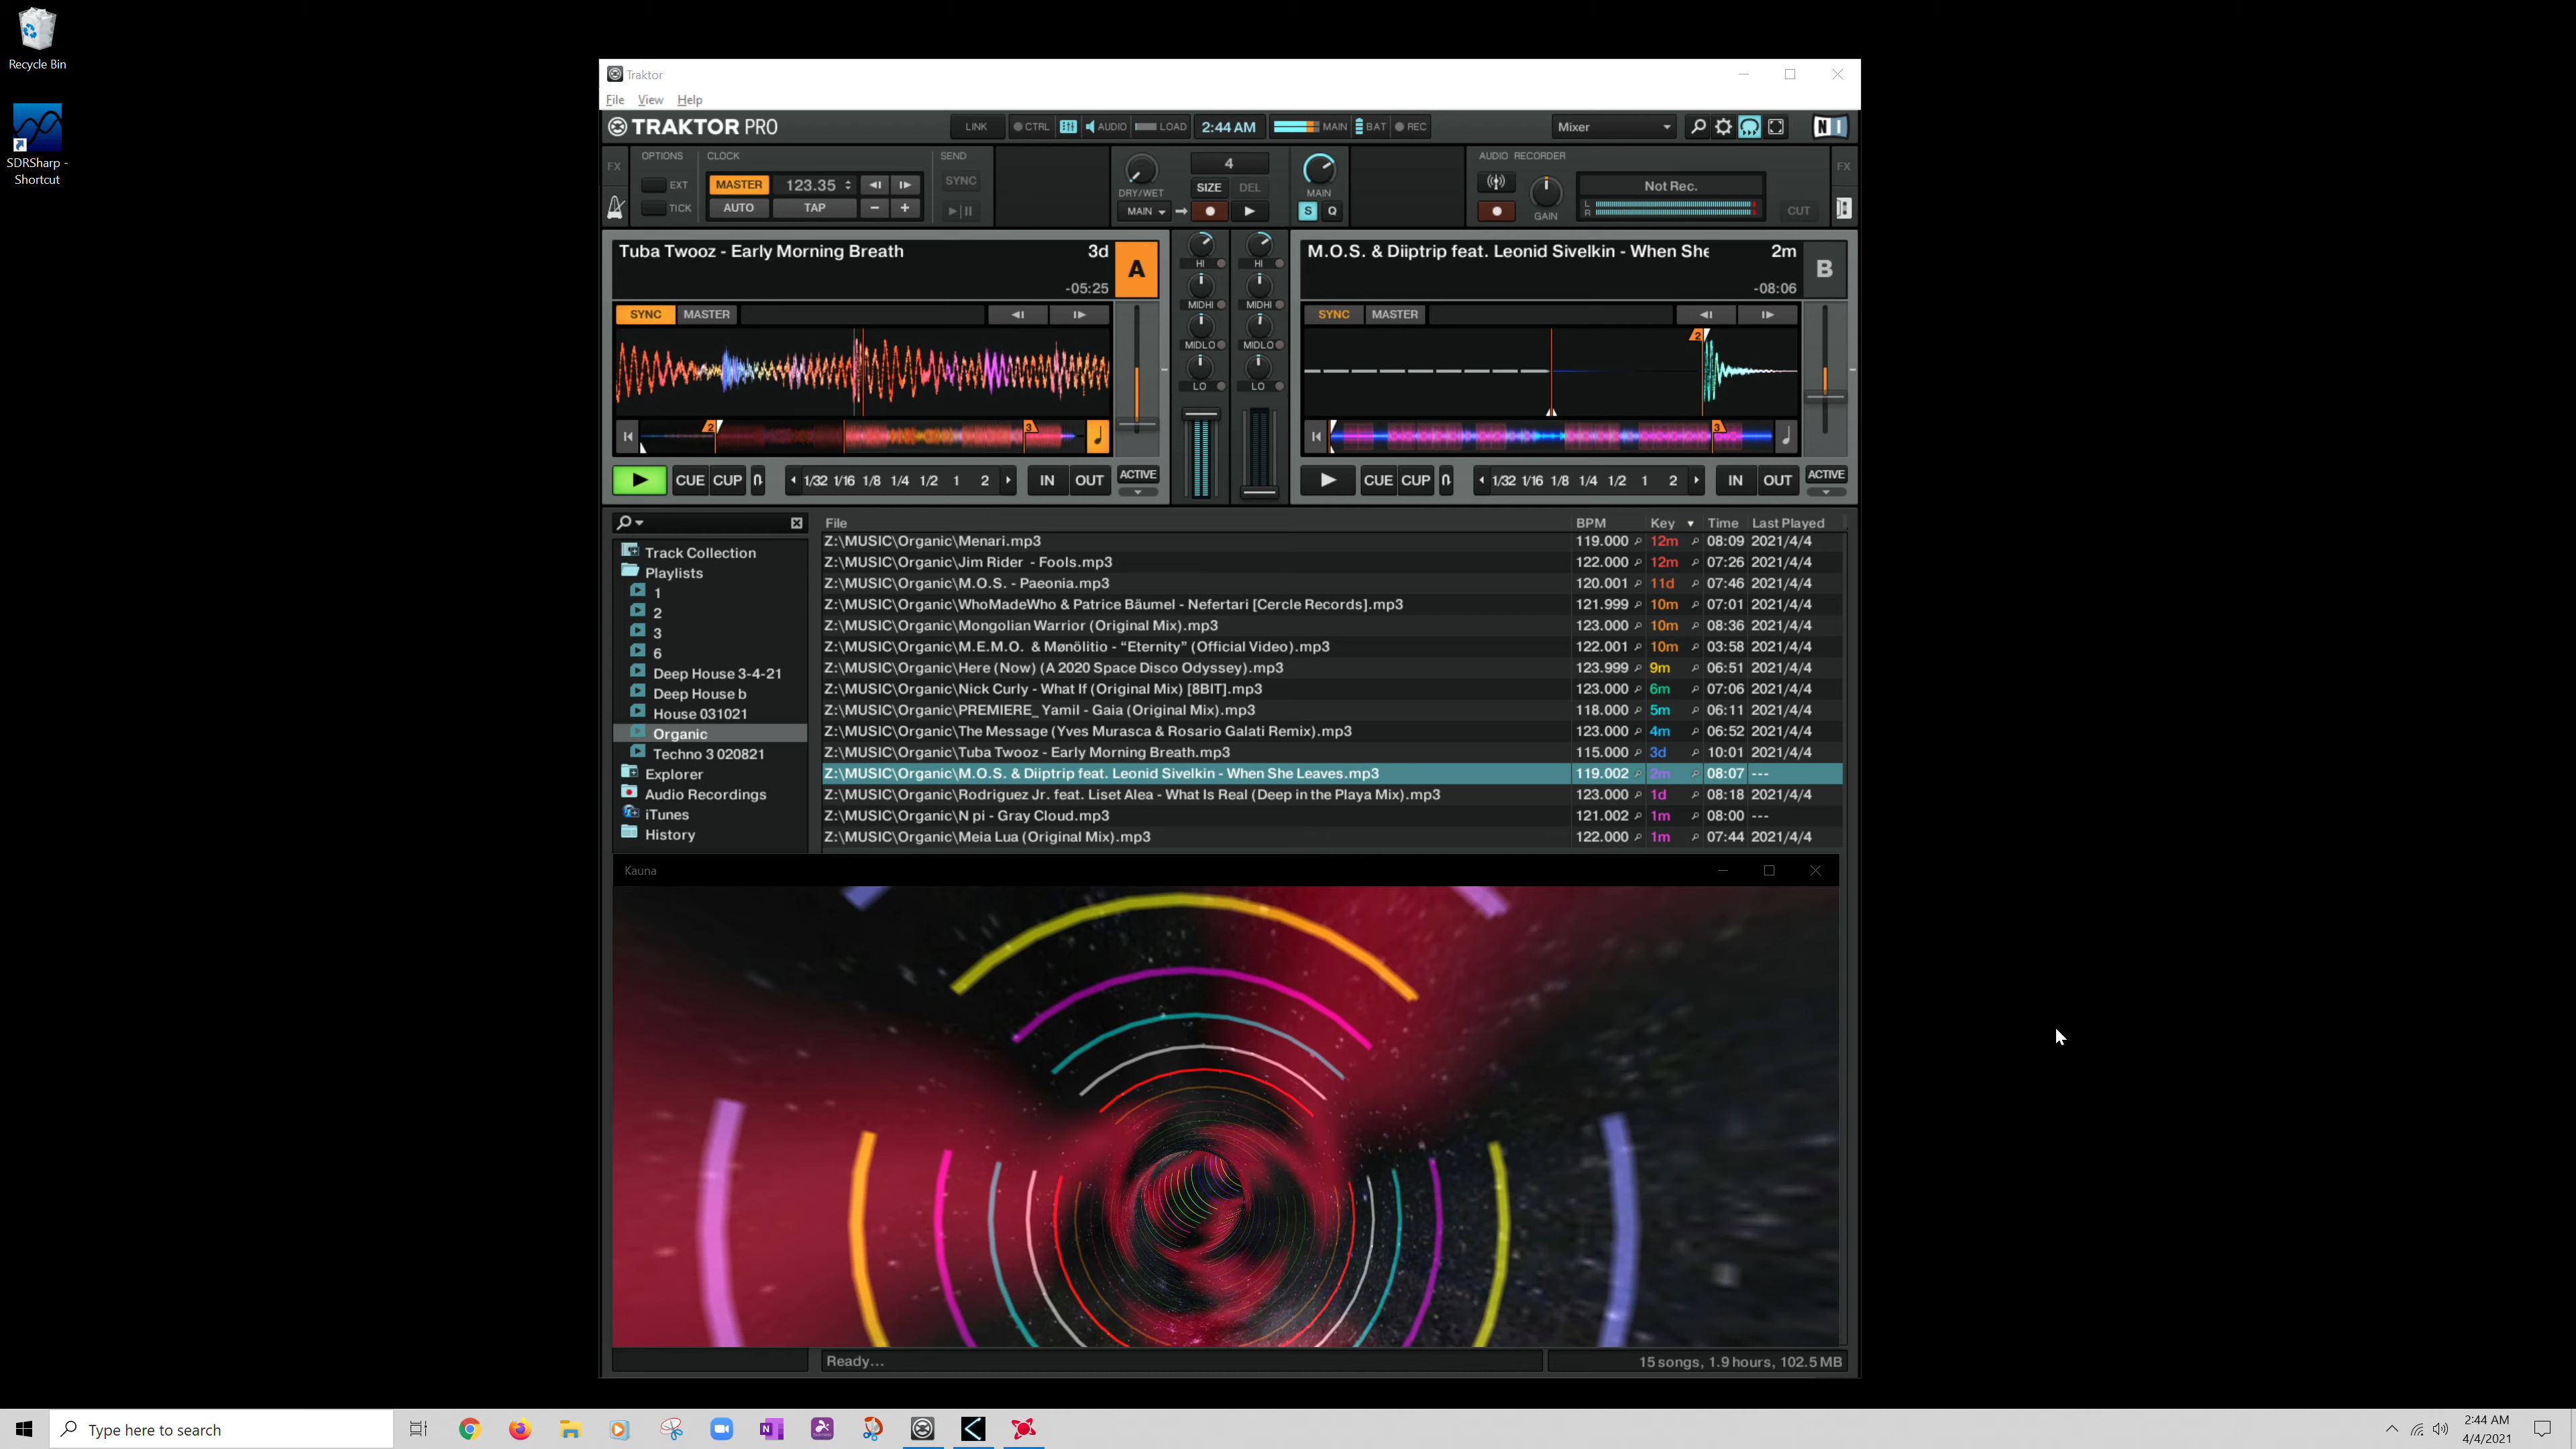 Recycle Bin
SDRSharp -
Shortcut
Traktor
File View Help
TRAKTOR PRO
LINK CTRL AUDIO LOAD 2:44 AM MAIN BAT REC Mixer
FX OPTIONS CLOCK SEND AUDIO RECORDER FX
EXT MASTER 123.35 SYNC DRY/WET 4 SIZE DEL MAIN Not Rec.
TICK AUTO TAP - + MAIN S Q GAIN L R CUT
Tuba Twooz - Early Morning Breath 3d A
-05:25
SYNC MASTER
2 3
CUE CUP 1/32 1/16 1/8 1/4 1/2 1 2 IN OUT ACTIVE
HI HI
MIDHI MIDHI
MIDLO MIDLO
LO LO
M.O.S. & Diiptrip feat. Leonid Sivelkin - When She 2m B
-08:06
SYNC MASTER
2
3
CUE CUP 1/32 1/16 1/8 1/4 1/2 1 2 IN OUT ACTIVE
Track Collection
Playlists
1
2
3
6
Deep House 3-4-21
Deep House b
House 031021
Organic
Techno 3 020821
Explorer
Audio Recordings
iTunes
History
File BPM Key Time Last Played
Z:\MUSIC\Organic\Menari.mp3 119.000 12m 08:09 2021/4/4
Z:\MUSIC\Organic\Jim Rider - Fools.mp3 122.000 12m 07:26 2021/4/4
Z:\MUSIC\Organic\M.O.S. - Paeonia.mp3 120.001 11d 07:46 2021/4/4
Z:\MUSIC\Organic\WhoMadeWho & Patrice Bäumel - Nefertari [Cercle Records].mp3 121.999 10m 07:01 2021/4/4
Z:\MUSIC\Organic\Mongolian Warrior (Original Mix).mp3 123.000 10m 08:36 2021/4/4
Z:\MUSIC\Organic\M.E.M.O. & Mønölitio - “Eternity” (Official Video).mp3 122.001 10m 03:58 2021/4/4
Z:\MUSIC\Organic\Here (Now) (A 2020 Space Disco Odyssey).mp3 123.999 9m 06:51 2021/4/4
Z:\MUSIC\Organic\Nick Curly - What If (Original Mix) [8BIT].mp3 123.000 6m 07:06 2021/4/4
Z:\MUSIC\Organic\PREMIERE_ Yamil - Gaia (Original Mix).mp3 118.000 5m 06:11 2021/4/4
Z:\MUSIC\Organic\The Message (Yves Murasca & Rosario Galati Remix).mp3 123.000 4m 06:52 2021/4/4
Z:\MUSIC\Organic\Tuba Twooz - Early Morning Breath.mp3 115.000 3d 10:01 2021/4/4
Z:\MUSIC\Organic\M.O.S. & Diiptrip feat. Leonid Sivelkin - When She Leaves.mp3 119.002 2m 08:07 ---
Z:\MUSIC\Organic\Rodriguez Jr. feat. Liset Alea - What Is Real (Deep in the Playa Mix).mp3 123.000 1d 08:18 2021/4/4
Z:\MUSIC\Organic\N pi - Gray Cloud.mp3 121.002 1m 08:00 ---
Z:\MUSIC\Organic\Meia Lua (Original Mix).mp3 122.000 1m 07:44 2021/4/4
Kauna
Ready... 15 songs, 1.9 hours, 102.5 MB
Type here to search
2:44 AM
4/4/2021